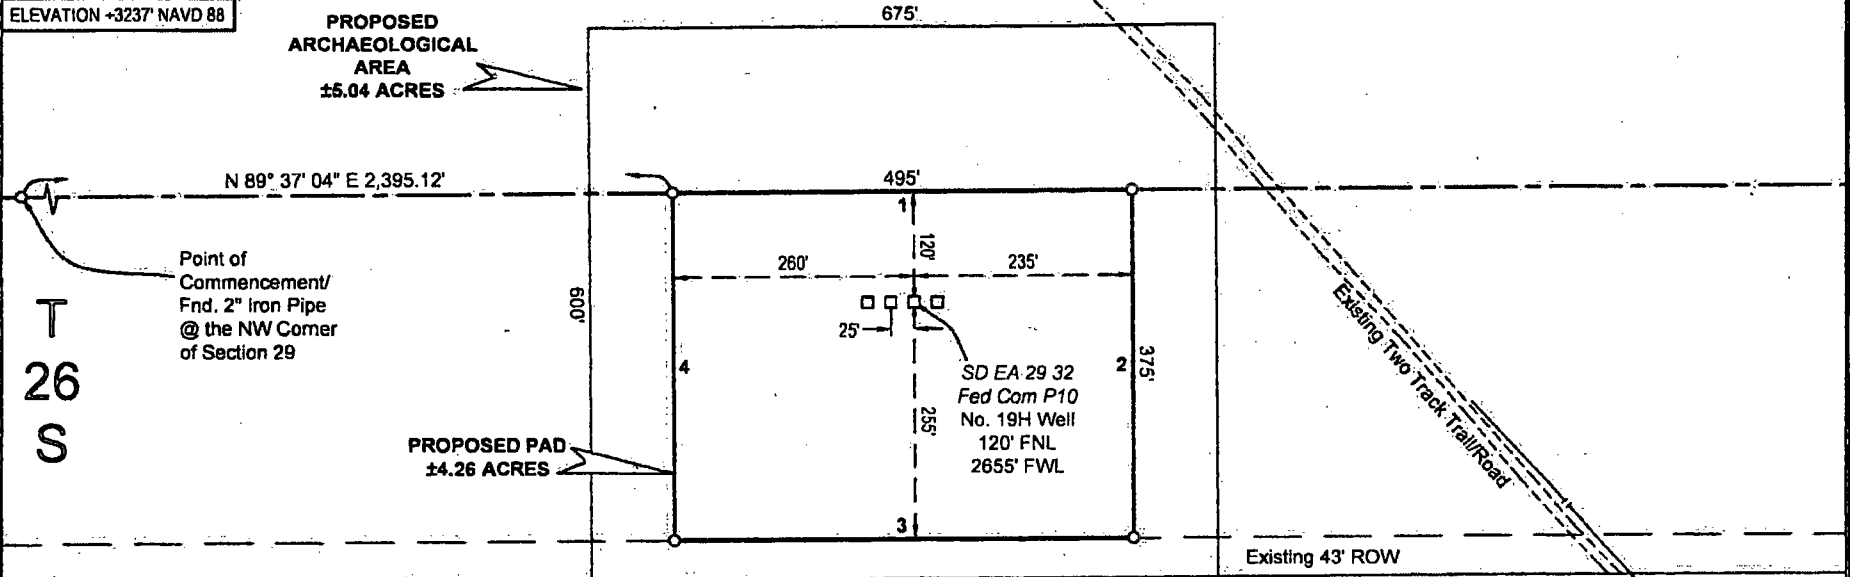 ELEVATION +3237' NAVD 88
PROPOSED
ARCHAEOLOGICAL
AREA
±5.04 ACRES
675'
N 89° 37' 04" E 2,395.12'
495'
1
120'
260'
235'
Point of
Commencement/
Fnd. 2" Iron Pipe
@ the NW Corner
of Section 29
T
26
S
600'
25'
4
2
375'
SD EA 29 32
Fed Com P10
No. 19H Well
120' FNL
2655' FWL
255'
Existing Two Track Trail/Road
PROPOSED PAD
±4.26 ACRES
3
Existing 43' ROW